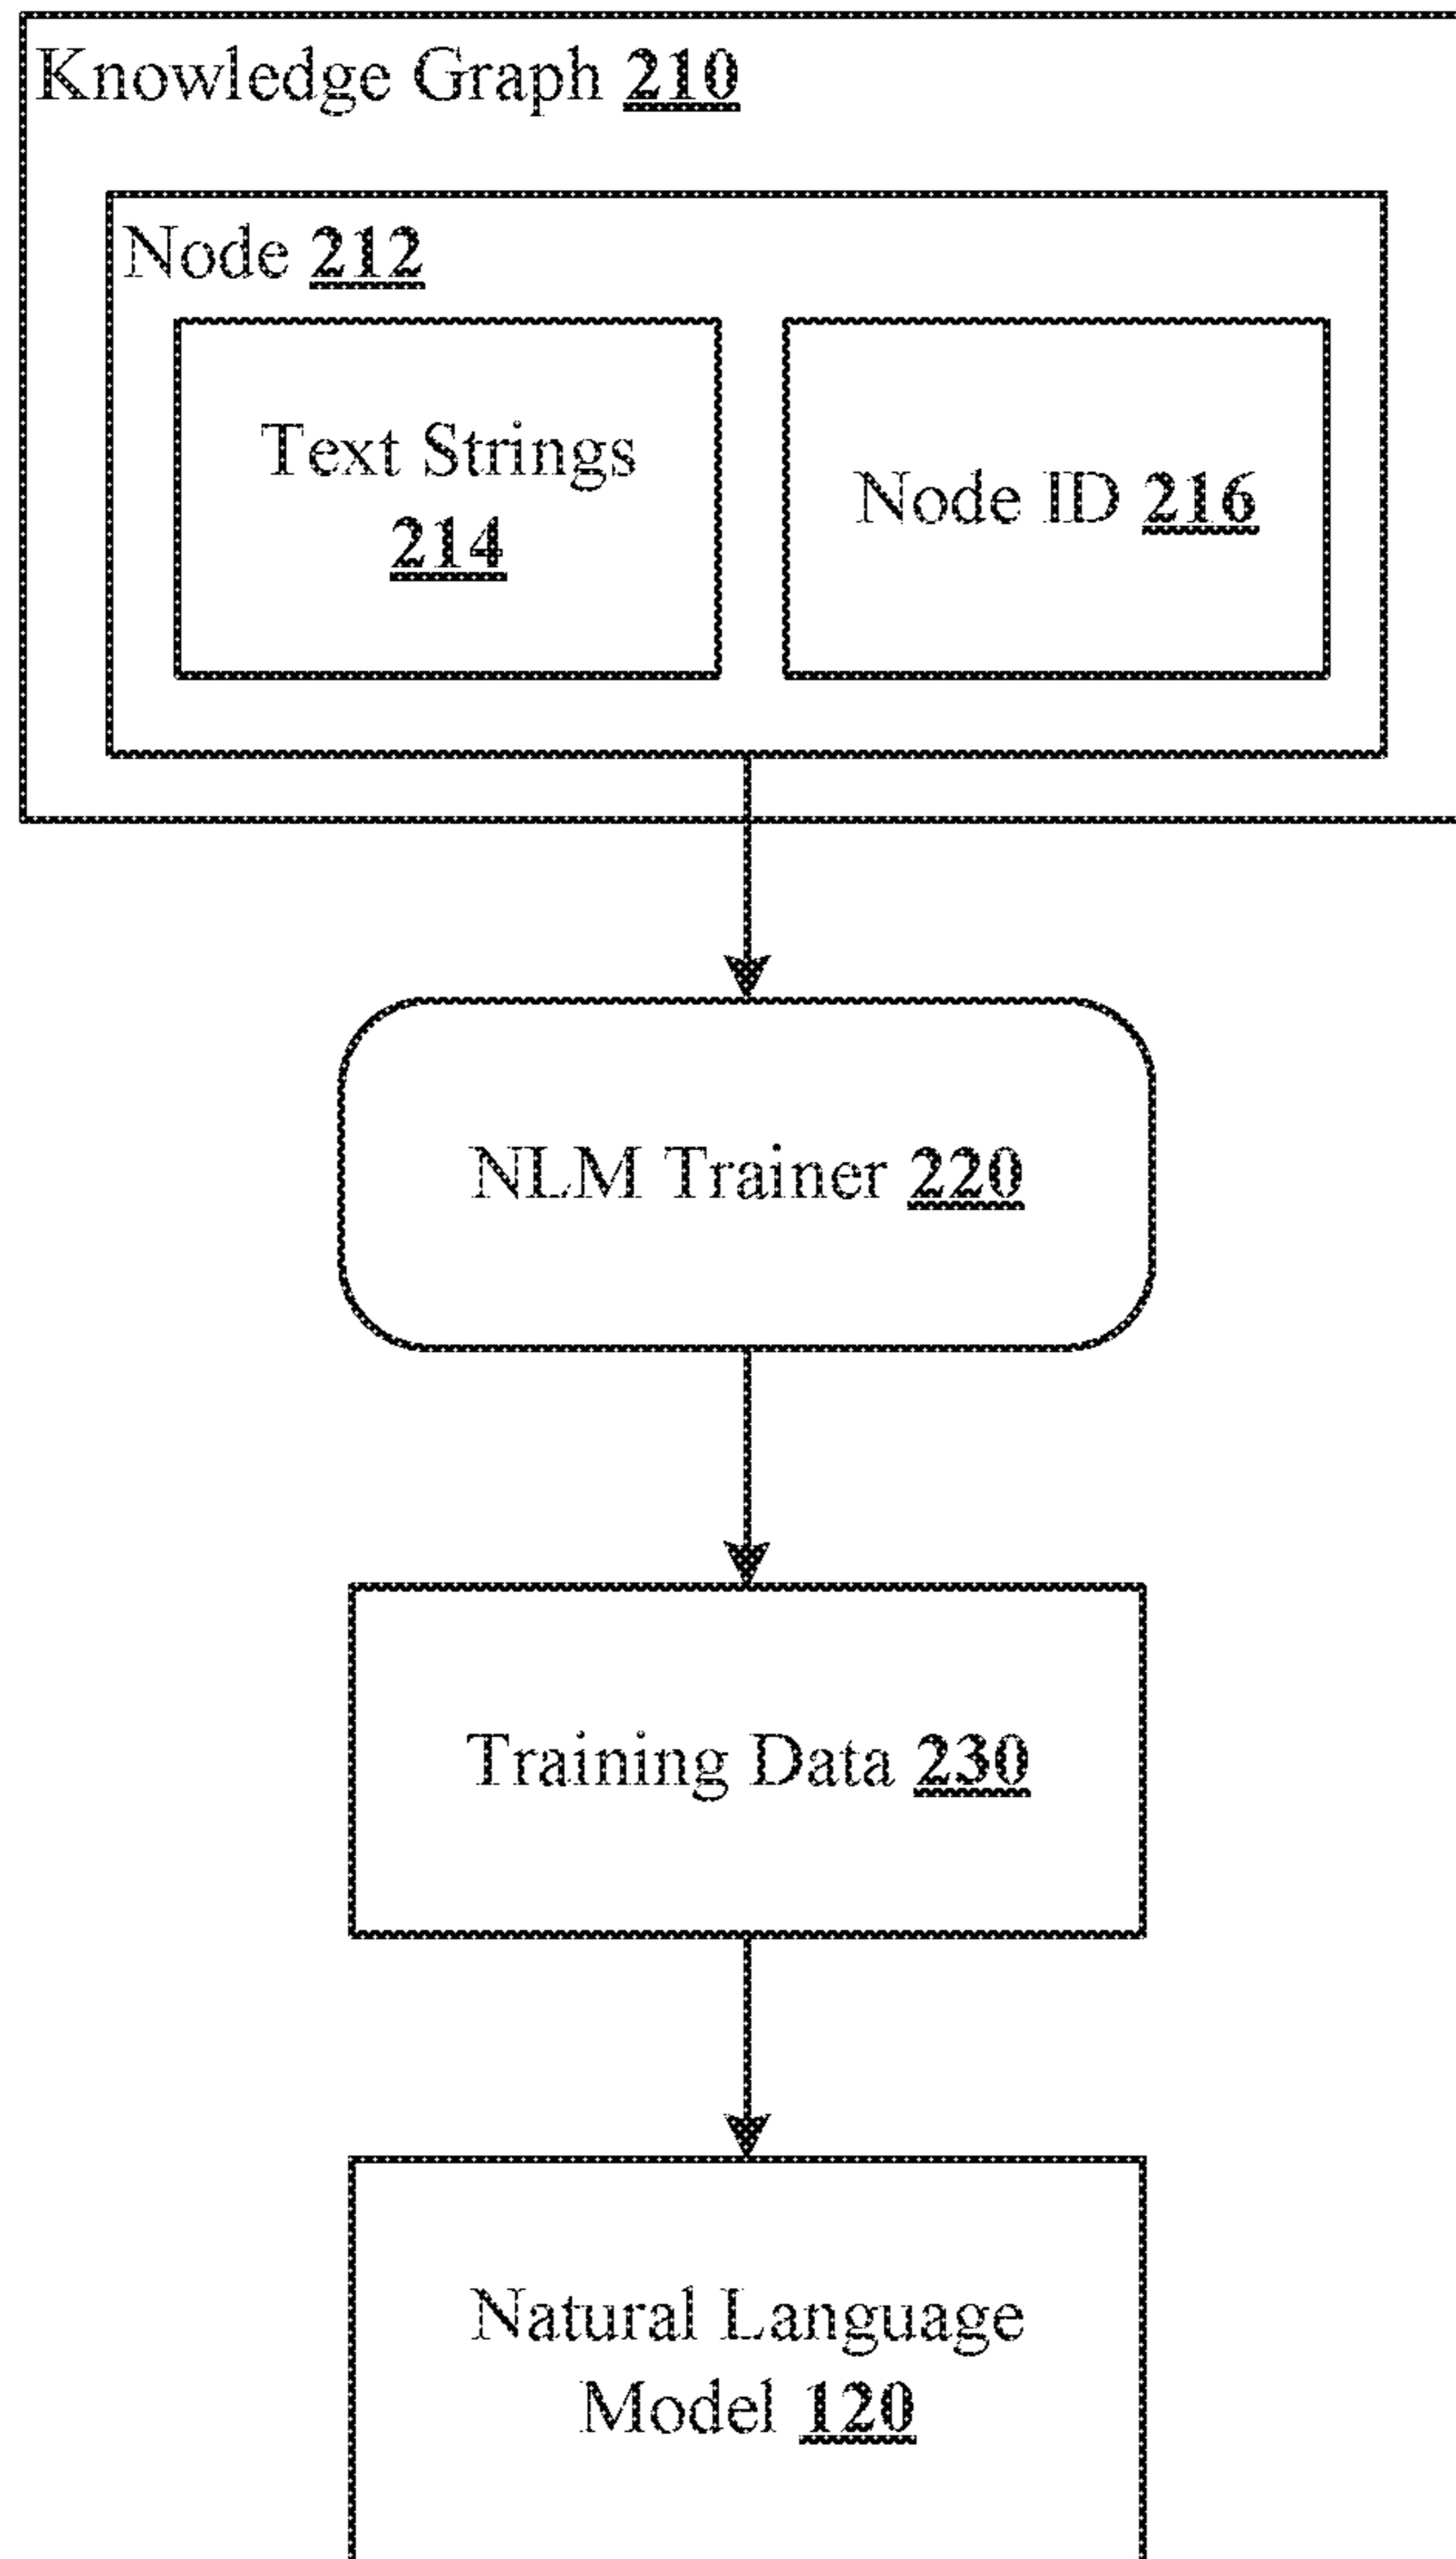 Knowledge Graph 210
Node 212
Text Strings
214
Node ID 216
NLM Trainer 220
Training Data 230
Natural Language
Model 120